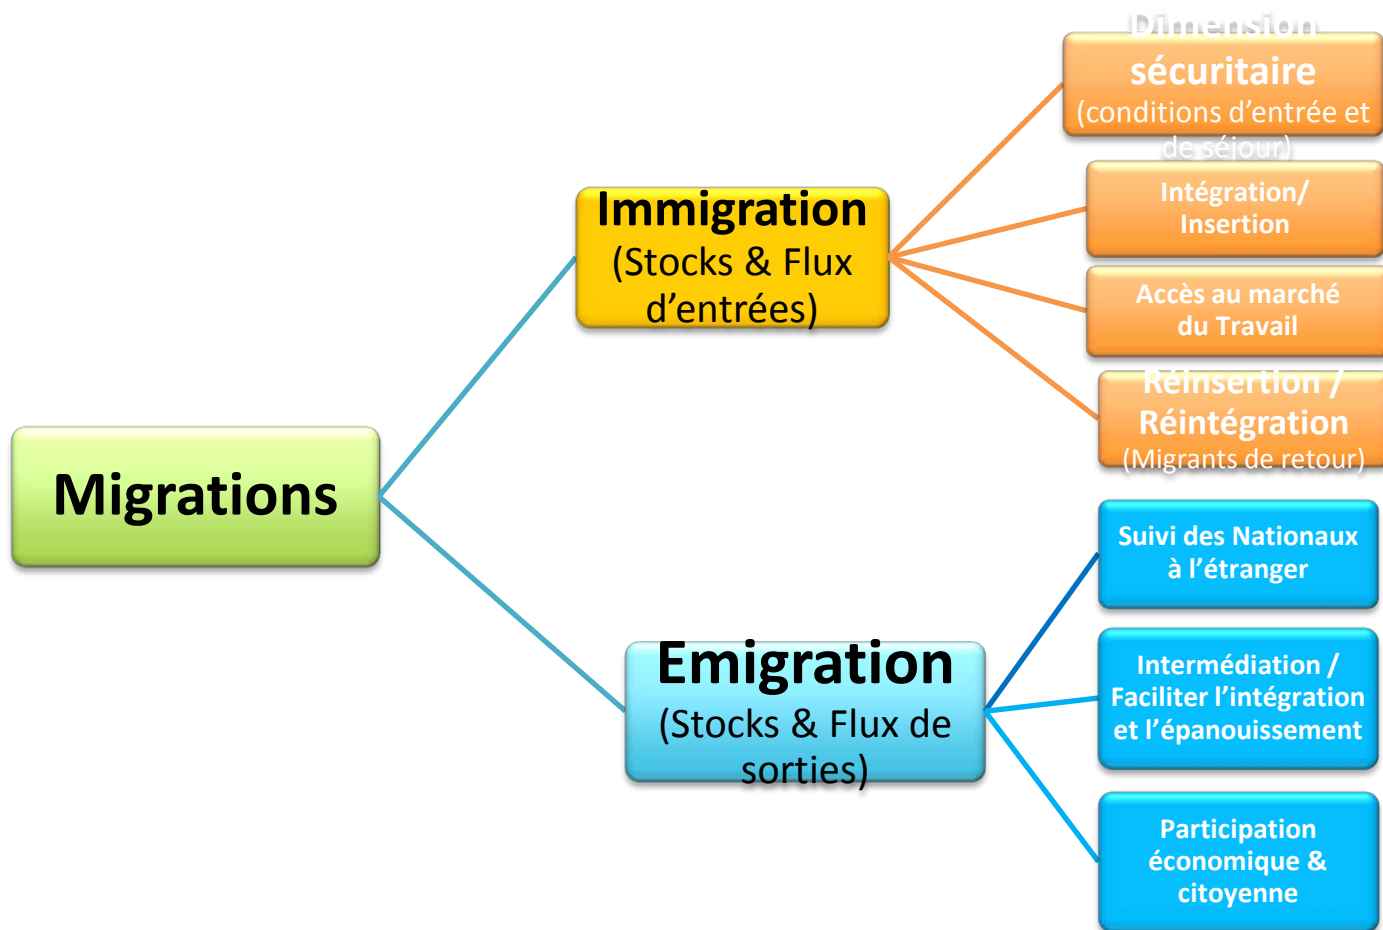 Migrations
Immigration
(Stocks & Flux
d’entrées)
Dimension
sécuritaire
(conditions d’entrée et
de séjour)
Intégration/
Insertion
Accès au marché
du Travail
Réinsertion /
Réintégration
(Migrants de retour)
Emigration
(Stocks & Flux de
sorties)
Suivi des Nationaux
à l’étranger
Intermédiation /
Faciliter l’intégration
et l’épanouissement
Participation
économique &
citoyenne